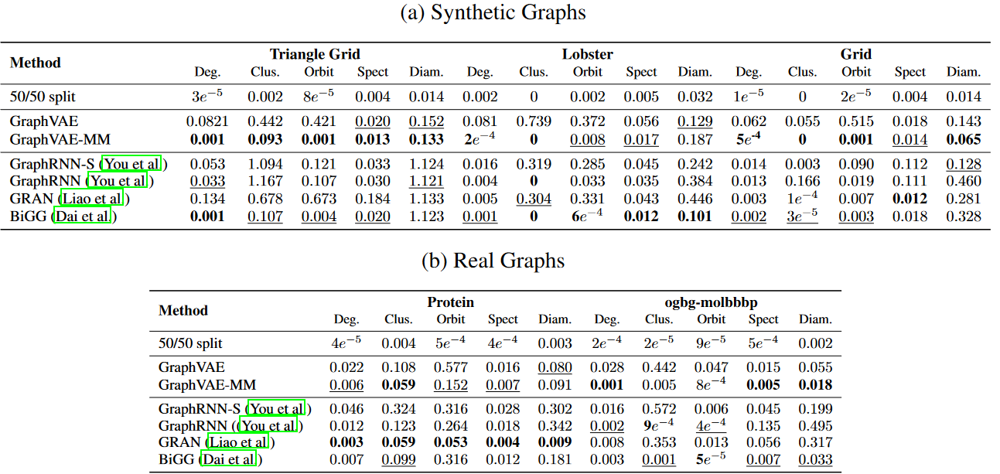 (a) Synthetic Graphs
Method Triangle Grid Lobster Grid
Deg. Clus. Orbit Spect Diam. Deg. Clus. Orbit Spect Diam. Deg. Clus. Orbit Spect Diam.
50/50 split 3e⁻⁵ 0.002 8e⁻⁵ 0.004 0.014 0.002 0 0.002 0.005 0.032 1e⁻⁵ 0 2e⁻⁵ 0.004 0.014
GraphVAE 0.0821 0.442 0.421 0.020 0.152 0.081 0.739 0.372 0.056 0.129 0.062 0.055 0.515 0.018 0.143
GraphVAE-MM 0.001 0.093 0.001 0.013 0.133 2e⁻⁴ 0 0.008 0.017 0.187 5e⁻⁴ 0 0.001 0.014 0.065
GraphRNN-S (You et al.) 0.053 1.094 0.121 0.033 1.124 0.016 0.319 0.285 0.045 0.242 0.014 0.003 0.090 0.112 0.128
GraphRNN (You et al.) 0.033 1.167 0.107 0.030 1.121 0.004 0 0.033 0.035 0.384 0.013 0.166 0.019 0.111 0.460
GRAN (Liao et al.) 0.134 0.678 0.673 0.184 1.133 0.005 0.304 0.331 0.043 0.446 0.003 1e⁻⁴ 0.007 0.012 0.281
BiGG (Dai et al.) 0.001 0.107 0.004 0.020 1.123 0.001 0 6e⁻⁴ 0.012 0.101 0.002 3e⁻⁵ 0.003 0.018 0.328
(b) Real Graphs
Method Protein ogbg-molbbbp
Deg. Clus. Orbit Spect Diam. Deg. Clus. Orbit Spect Diam.
50/50 split 4e⁻⁵ 0.004 5e⁻⁴ 4e⁻⁴ 0.003 2e⁻⁴ 2e⁻⁵ 9e⁻⁵ 5e⁻⁴ 0.002
GraphVAE 0.022 0.108 0.577 0.016 0.080 0.028 0.442 0.047 0.015 0.055
GraphVAE-MM 0.006 0.059 0.152 0.007 0.091 0.001 0.005 8e⁻⁴ 0.005 0.018
GraphRNN-S (You et al.) 0.046 0.324 0.316 0.028 0.302 0.016 0.572 0.006 0.045 0.199
GraphRNN ((You et al.) 0.012 0.123 0.264 0.018 0.342 0.002 9e⁻⁴ 4e⁻⁴ 0.135 0.495
GRAN (Liao et al.) 0.003 0.059 0.053 0.004 0.009 0.008 0.353 0.013 0.056 0.317
BiGG (Dai et al.) 0.007 0.099 0.316 0.012 0.181 0.003 0.001 5e⁻⁵ 0.007 0.033